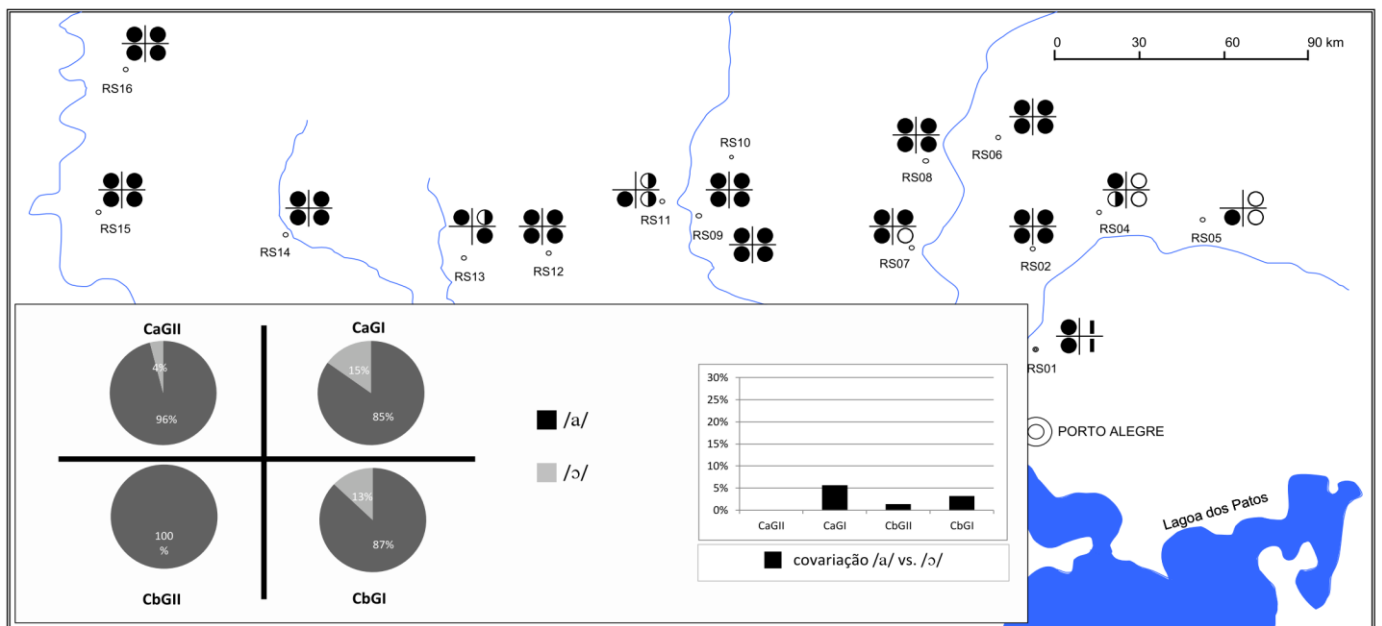 0 30 60 90 km
RS16
RS10
RS06
RS08
RS15
RS11
RS04
RS09
RS05
RS14
RS07
RS02
RS13
RS12
RS01
PORTO ALEGRE
Lagoa dos Patos
CaGII
CaGI
4%
96%
15%
85%
100
%
13%
87%
CbGII
CbGI
/a/
/ɔ/
30%
25%
20%
15%
10%
5%
0%
CaGII CaGI CbGII CbGI
covariação /a/ vs. /ɔ/